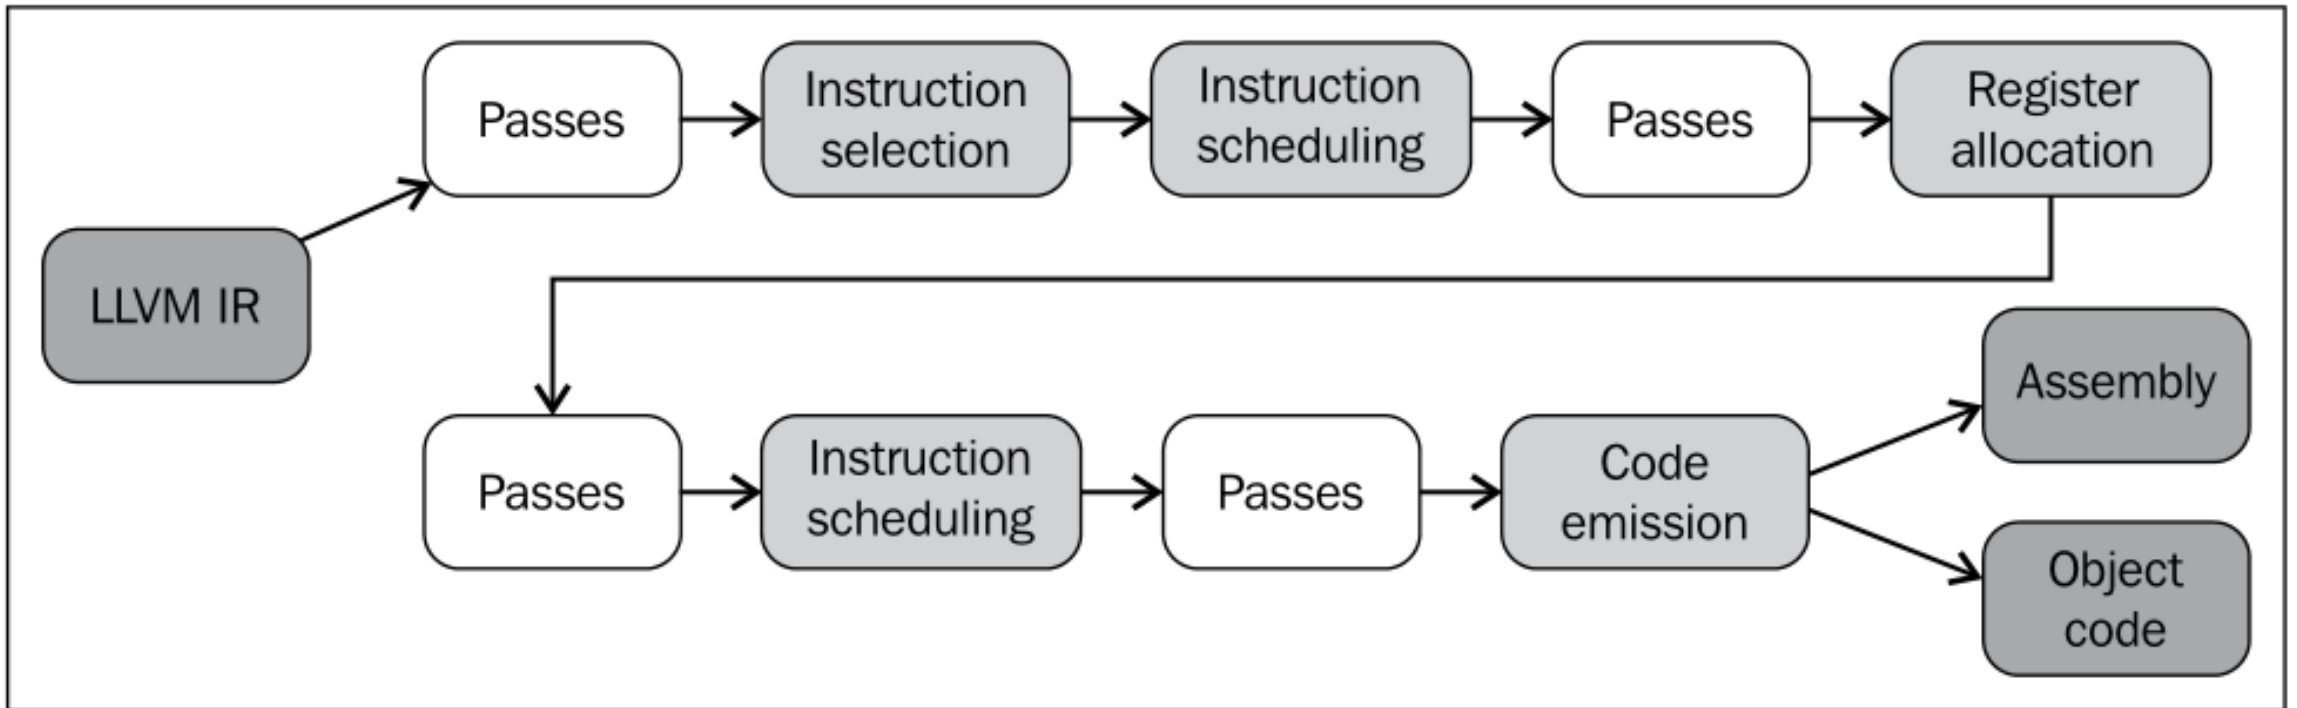 Passes
Instruction
selection
Instruction
scheduling
Passes
Register
allocation
LLVM IR
Passes
Instruction
scheduling
Passes
Code
emission
Assembly
Object
code